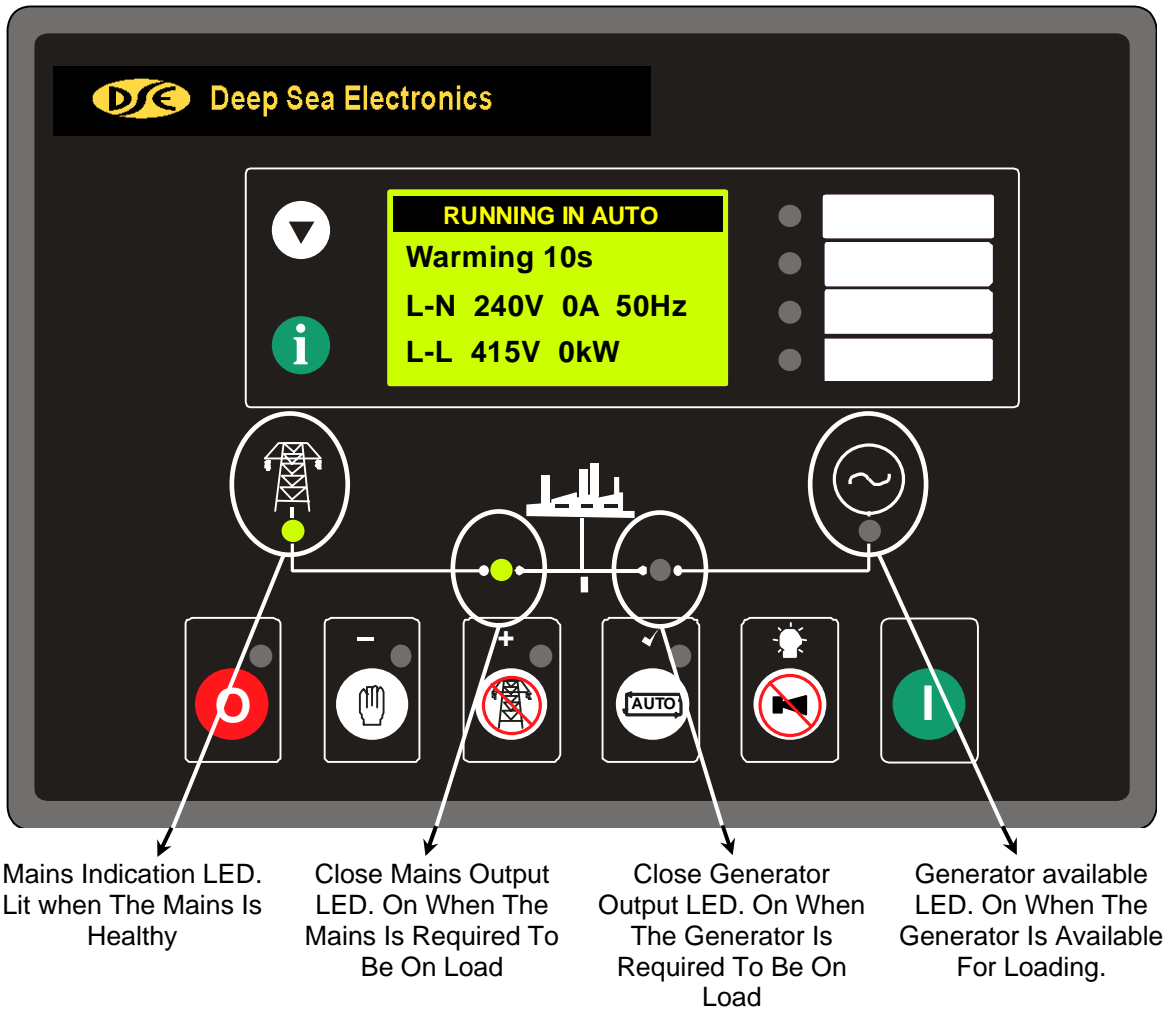 DSE Deep Sea Electronics
RUNNING IN AUTO
Warming 10s
L-N 240V 0A 50Hz
L-L 415V 0kW
i
− + ✓
O AUTO I
Mains Indication LED.
Lit when The Mains Is
Healthy
Close Mains Output
LED. On When The
Mains Is Required To
Be On Load
Close Generator
Output LED. On When
The Generator Is
Required To Be On
Load
Generator available
LED. On When The
Generator Is Available
For Loading.